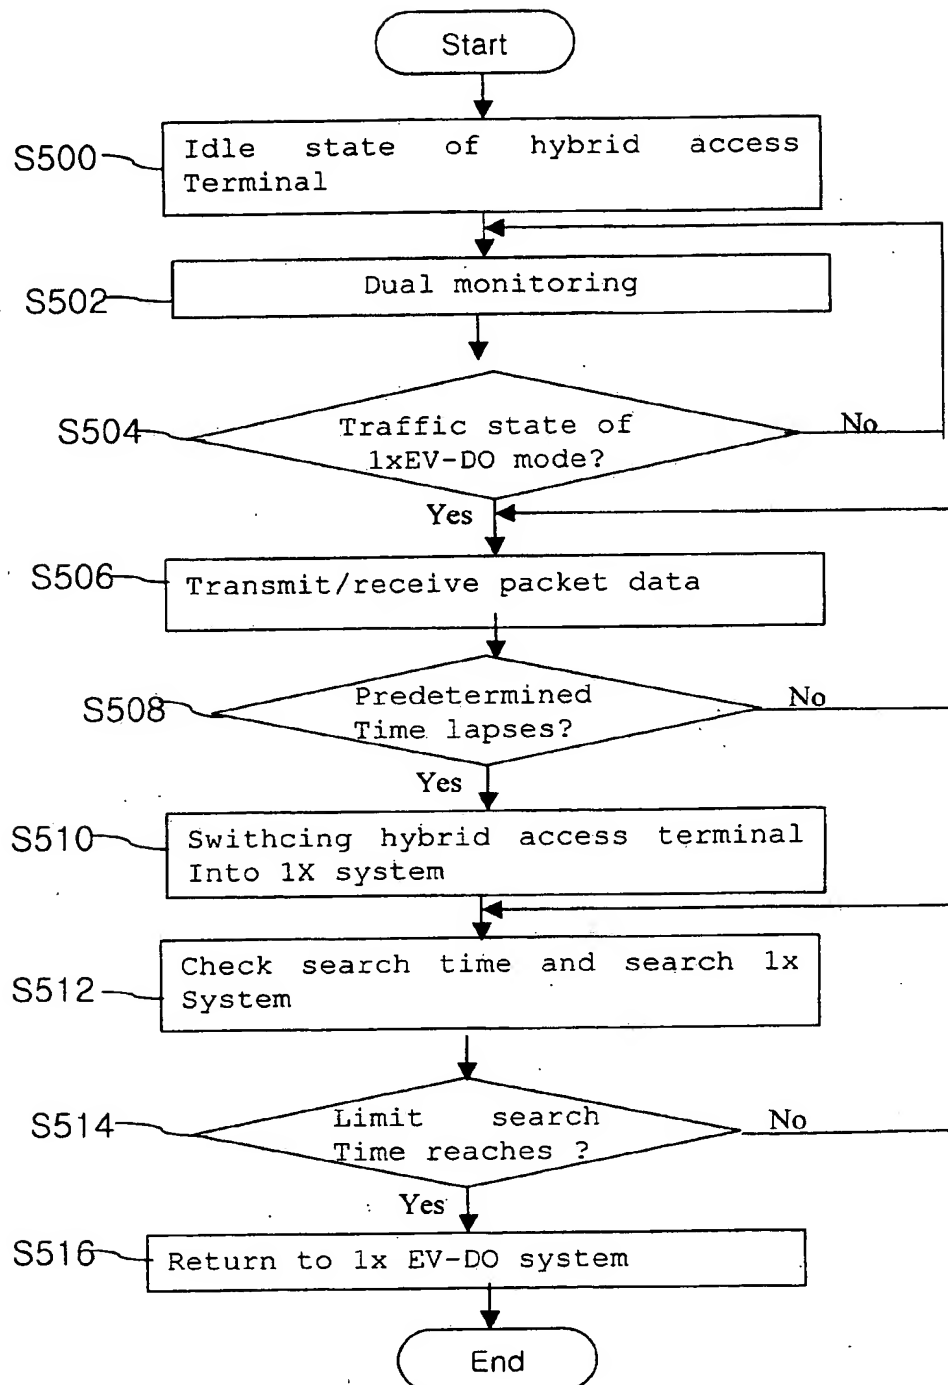 Start
S500
Idle state of hybrid access
Terminal
S502
Dual monitoring
S504
Traffic state of
1xEV-DO mode?
No
Yes
S506
Transmit/receive packet data
S508
Predetermined
Time lapses?
No
Yes
S510
Swithcing hybrid access terminal
Into 1X system
S512
Check search time and search 1x
System
S514
Limit search
Time reaches ?
No
Yes
S516
Return to 1x EV-DO system
End